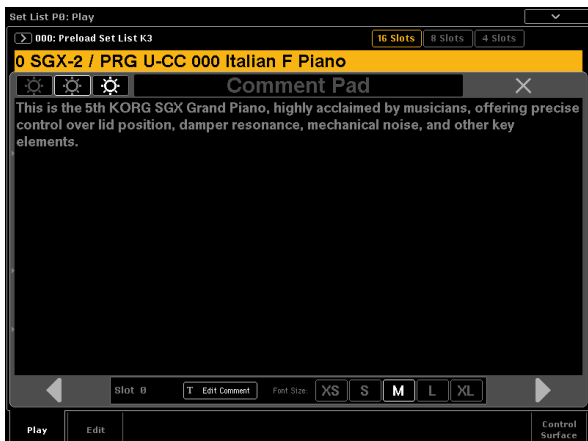 Set List P0: Play
000: Preload Set List K3
16 Slots
8 Slots
4 Slots
0 SGX-2 / PRG U-CC 000 Italian F Piano
Comment Pad
This is the 5th KORG SGX Grand Piano, highly acclaimed by musicians, offering precise
control over lid position, damper resonance, mechanical noise, and other key
elements.
Slot 0
T Edit Comment
Font Size:
XS
S
M
L
XL
Play
Edit
Control
Surface